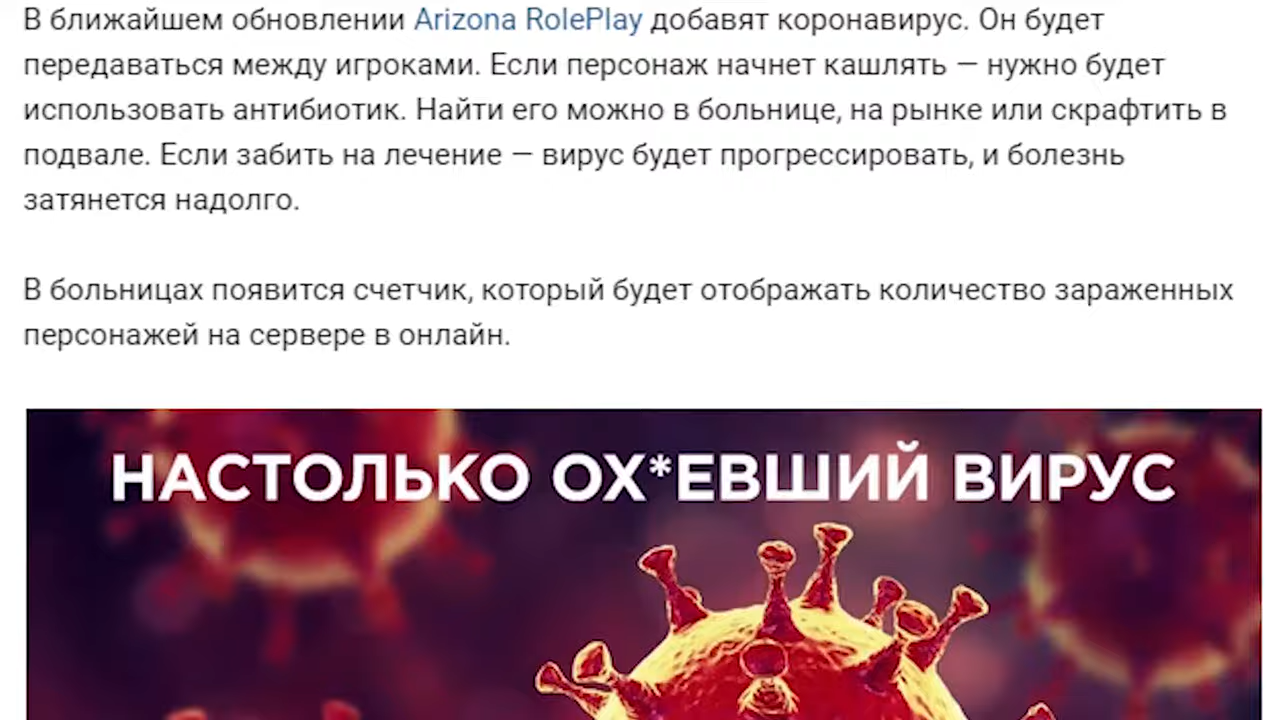 В ближайшем обновлении Arizona RolePlay добавят коронавирус. Он будет
передаваться между игроками. Если персонаж начнет кашлять — нужно будет
использовать антибиотик. Найти его можно в больнице, на рынке или скрафтить в
подвале. Если забить на лечение — вирус будет прогрессировать, и болезнь
затянется надолго.
В больницах появится счетчик, который будет отображать количество зараженных
персонажей на сервере в онлайн.
НАСТОЛЬКО ОХ*ЕВШИЙ ВИРУС